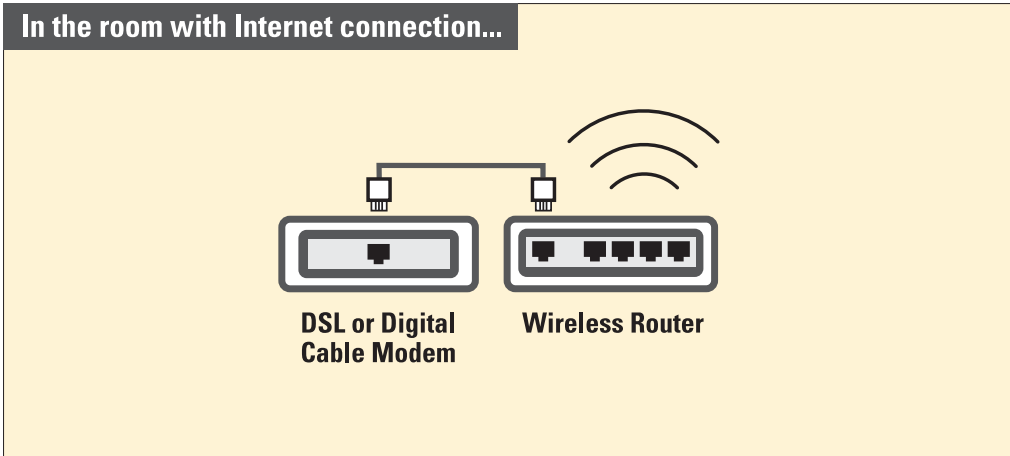 In the room with Internet connection...
DSL or Digital
Cable Modem
Wireless Router